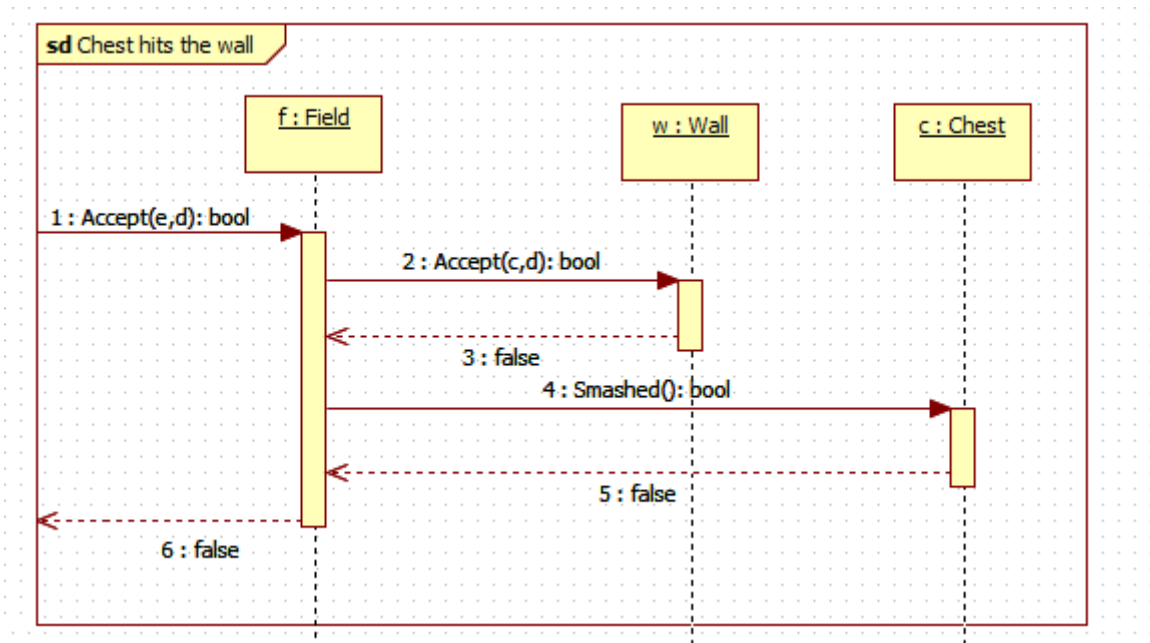 sd Chest hits the wall
f : Field
w : Wall
c : Chest
1 : Accept(e,d): bool
2 : Accept(c,d): bool
3 : false
4 : Smashed(): bool
5 : false
6 : false